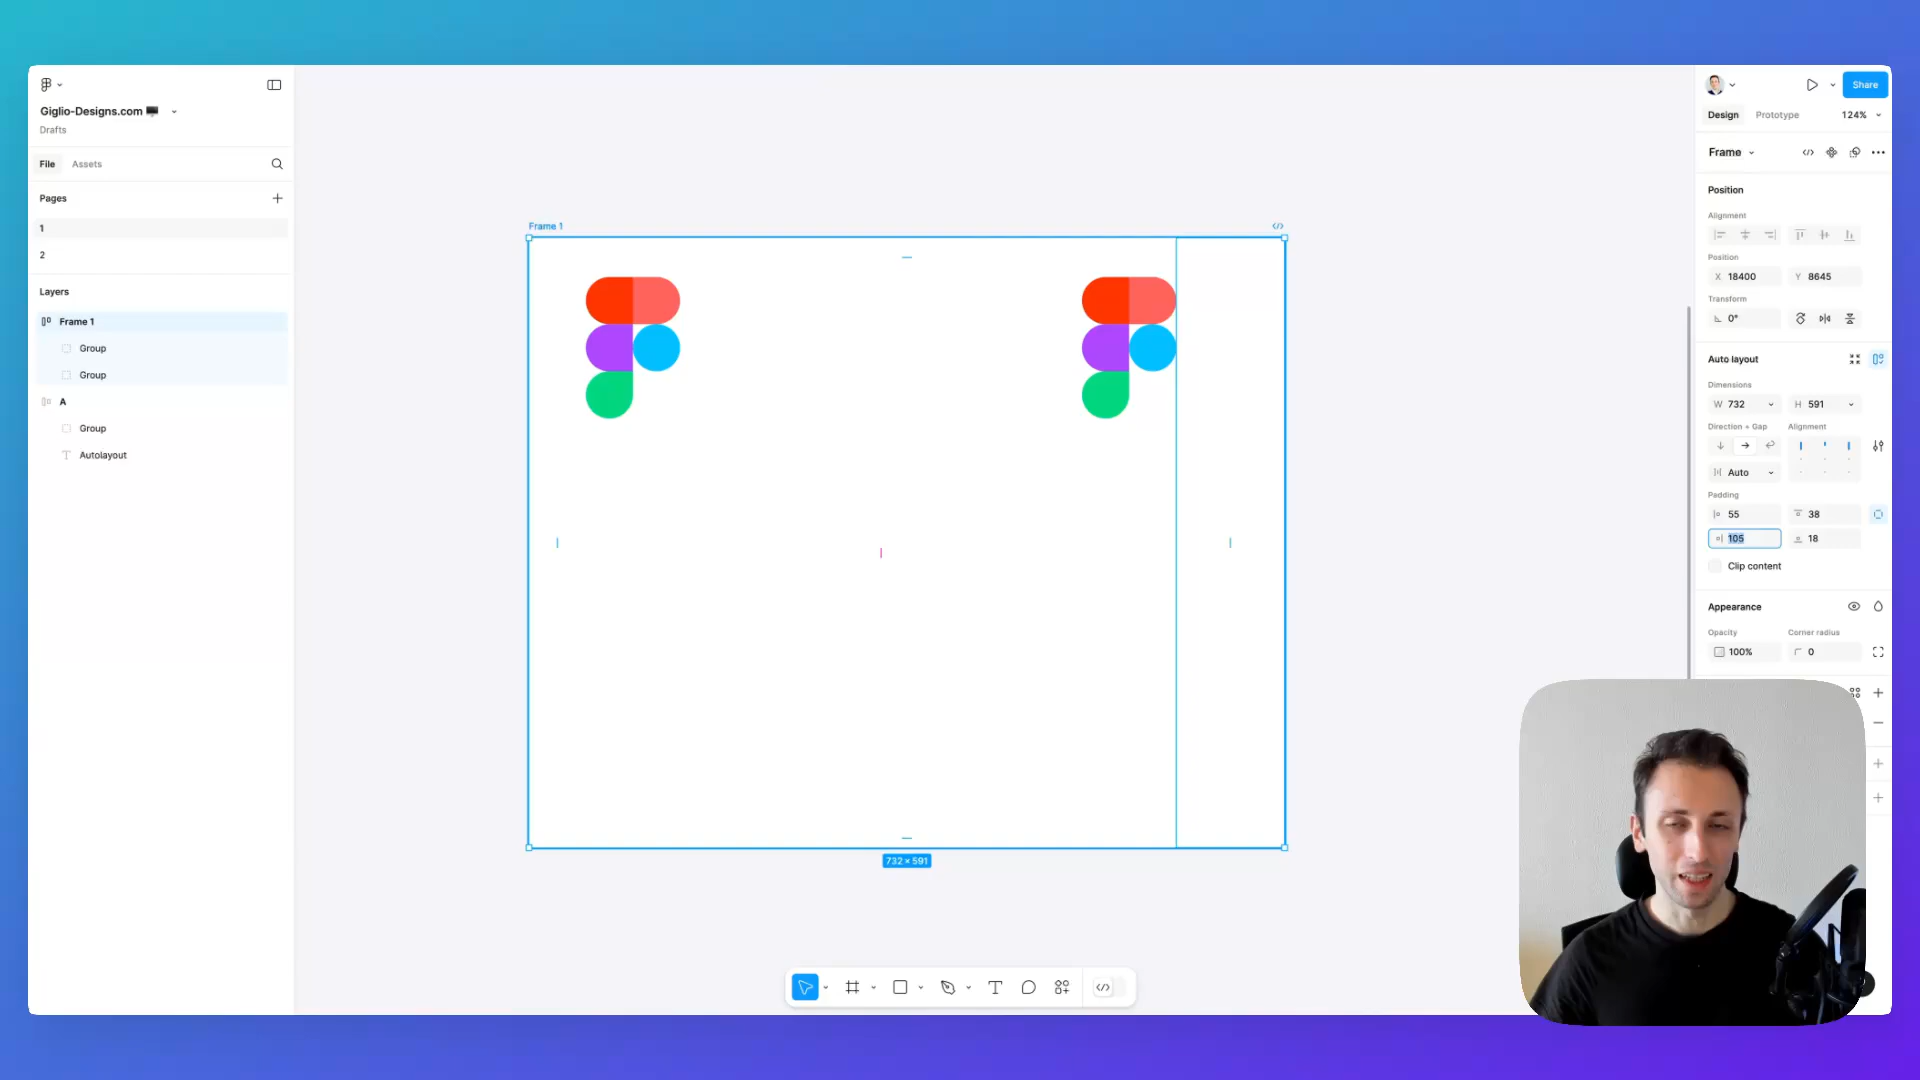 Giglio-Designs.com
Drafts
File
Assets
Pages
1
2
Layers
Frame 1
Group
Group
A
Group
Autolayout
Frame 1
732 × 591
Share
Design
Prototype
124%
Frame
Position
Alignment
Position
X 18400
Y 8645
Transform
0°
Auto layout
Dimensions
W 732
H 591
Direction + Gap
Alignment
Auto
Padding
55
38
105
18
Clip content
Appearance
Opacity
Corner radius
100%
0